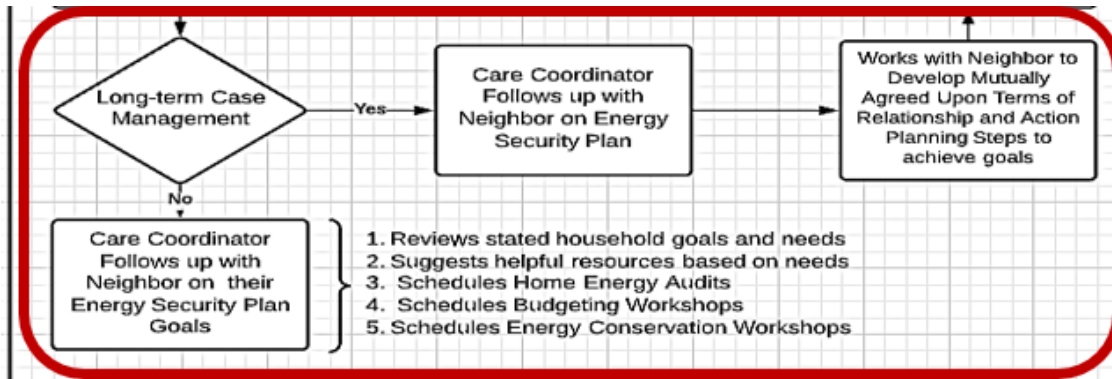 Long-term Case
Management
Yes
Care Coordinator
Follows up with
Neighbor on Energy
Security Plan
Works with Neighbor to
Develop Mutually
Agreed Upon Terms of
Relationship and Action
Planning Steps to
achieve goals
No
Care Coordinator
Follows up with
Neighbor on their
Energy Security Plan
Goals
1. Reviews stated household goals and needs
2. Suggests helpful resources based on needs
3. Schedules Home Energy Audits
4. Schedules Budgeting Workshops
5. Schedules Energy Conservation Workshops